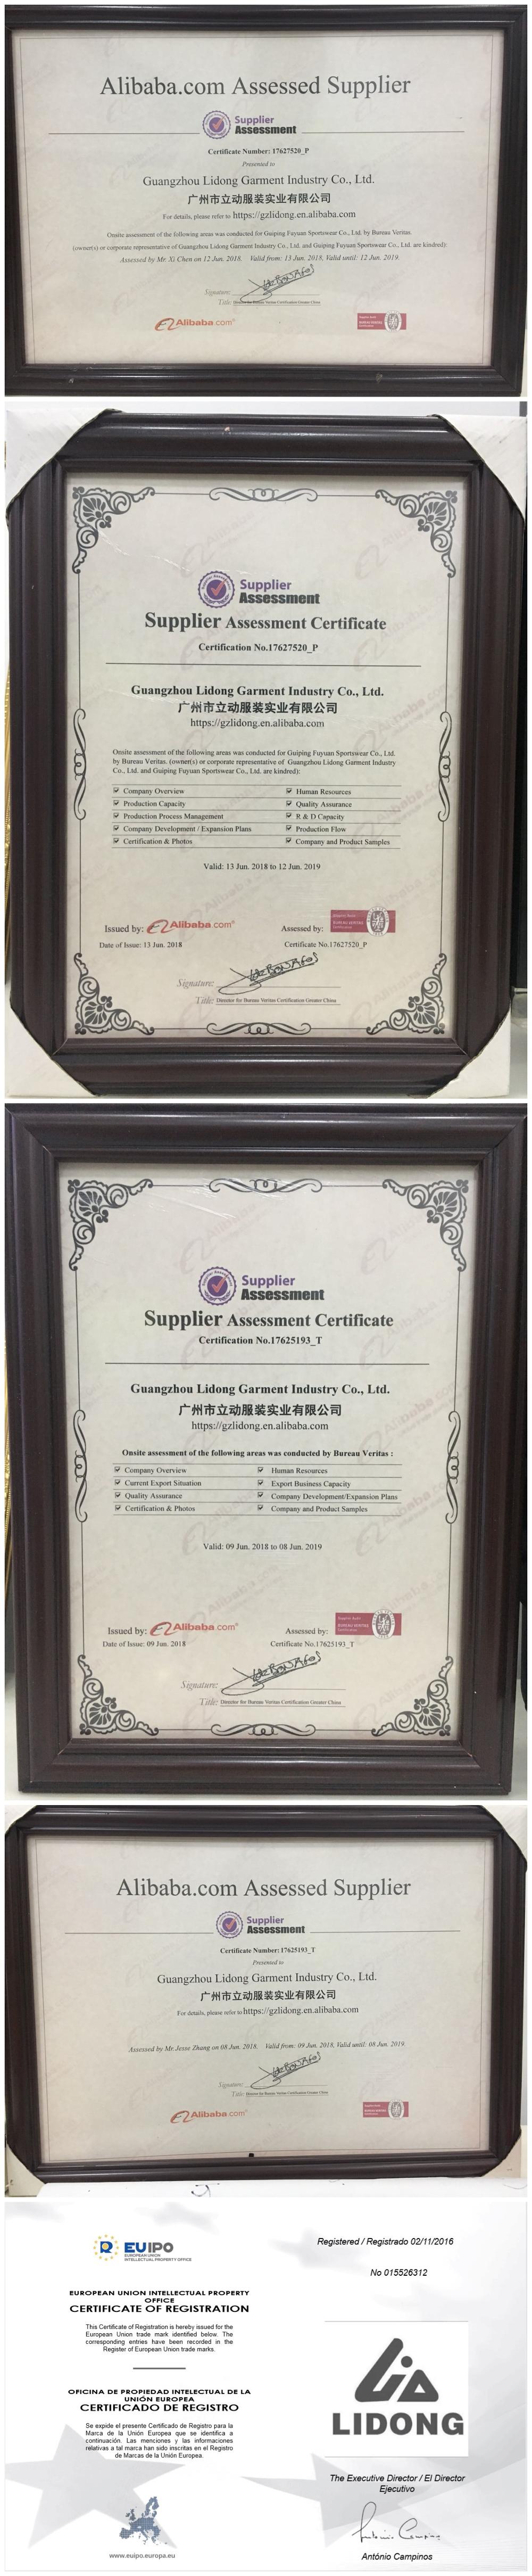 Alibaba.com Assessed Supplier
Supplier
Assessment
Certificate Number: 17627520_P
Presented to
Guangzhou Lidong Garment Industry Co., Ltd.
广州市立动服装实业有限公司
For details, please refer to https://gzlidong.en.alibaba.com
Onsite assessment of the following areas was conducted for Guiping Fuyuan Sportswear Co., Ltd. by Bureau Veritas
(owner(s) or corporate representative of Guangzhou Lidong Garment Industry Co., Ltd. and Guiping Fuyuan Sportswear Co., Ltd. are kindred):
Assessed by Mr. Xi Chen on 12 Jun. 2018. Valid from: 13 Jun. 2018, Valid until: 12 Jun. 2019.
Signature:
Title: Director for Bureau Veritas Certification Greater China
Alibaba.com
Supplier
Assessment
Supplier Assessment Certificate
Certification No.17627520_P
Guangzhou Lidong Garment Industry Co., Ltd.
广州市立动服装实业有限公司
https://gzlidong.en.alibaba.com
Onsite assessment of the following areas was conducted for Guiping Fuyuan Sportswear Co., Ltd.
by Bureau Veritas. (owner(s) or corporate representative of Guangzhou Lidong Garment Industry
Co., Ltd. and Guiping Fuyuan Sportswear Co., Ltd. are kindred):
Company Overview Human Resources
Production Capacity Quality Assurance
Production Process Management R & D Capacity
Company Development / Expansion Plans Production Flow
Certification & Photos Company and Product Samples
Valid: 13 Jun. 2018 to 12 Jun. 2019
Issued by: Alibaba.com Assessed by: BUREAU VERITAS
Date of Issue: 13 Jun. 2018 Certificate No.17627520_P
Signature:
Title: Director for Bureau Veritas Certification Greater China
Supplier
Assessment
Supplier Assessment Certificate
Certification No.17625193_T
Guangzhou Lidong Garment Industry Co., Ltd.
广州市立动服装实业有限公司
https://gzlidong.en.alibaba.com
Onsite assessment of the following areas was conducted by Bureau Veritas :
Company Overview Human Resources
Current Export Situation Export Business Capacity
Quality Assurance Company Development/Expansion Plans
Certification & Photos Company and Product Samples
Valid: 09 Jun. 2018 to 08 Jun. 2019
Issued by: Alibaba.com Assessed by: BUREAU VERITAS
Date of Issue: 09 Jun. 2018 Certificate No.17625193_T
Signature:
Title: Director for Bureau Veritas Certification Greater China
Alibaba.com Assessed Supplier
Supplier
Assessment
Certificate Number: 17625193_T
Presented to
Guangzhou Lidong Garment Industry Co., Ltd.
广州市立动服装实业有限公司
For details, please refer to https://gzlidong.en.alibaba.com
Assessed by Mr. Jesse Zhang on 08 Jun. 2018. Valid from: 09 Jun. 2018, Valid until: 08 Jun. 2019.
Signature:
Title: Director for Bureau Veritas Certification Greater China
Alibaba.com
EUIPO
EUROPEAN UNION
INTELLECTUAL PROPERTY OFFICE
EUROPEAN UNION INTELLECTUAL PROPERTY
OFFICE
CERTIFICATE OF REGISTRATION
This Certificate of Registration is hereby issued for the
European Union trade mark identified below. The
corresponding entries have been recorded in the
Register of European Union trade marks.
OFICINA DE PROPIEDAD INTELECTUAL DE LA
UNIÓN EUROPEA
CERTIFICADO DE REGISTRO
Se expide el presente Certificado de Registro para la
Marca de la Unión Europea que se identifica a
continuación. Las menciones y las informaciones
relativas a tal marca han sido inscritas en el Registro
de Marcas de la Unión Europea.
www.euipo.europa.eu
Registered / Registrado 02/11/2016
No 015526312
LIDONG
The Executive Director / El Director
Ejecutivo
António Campinos